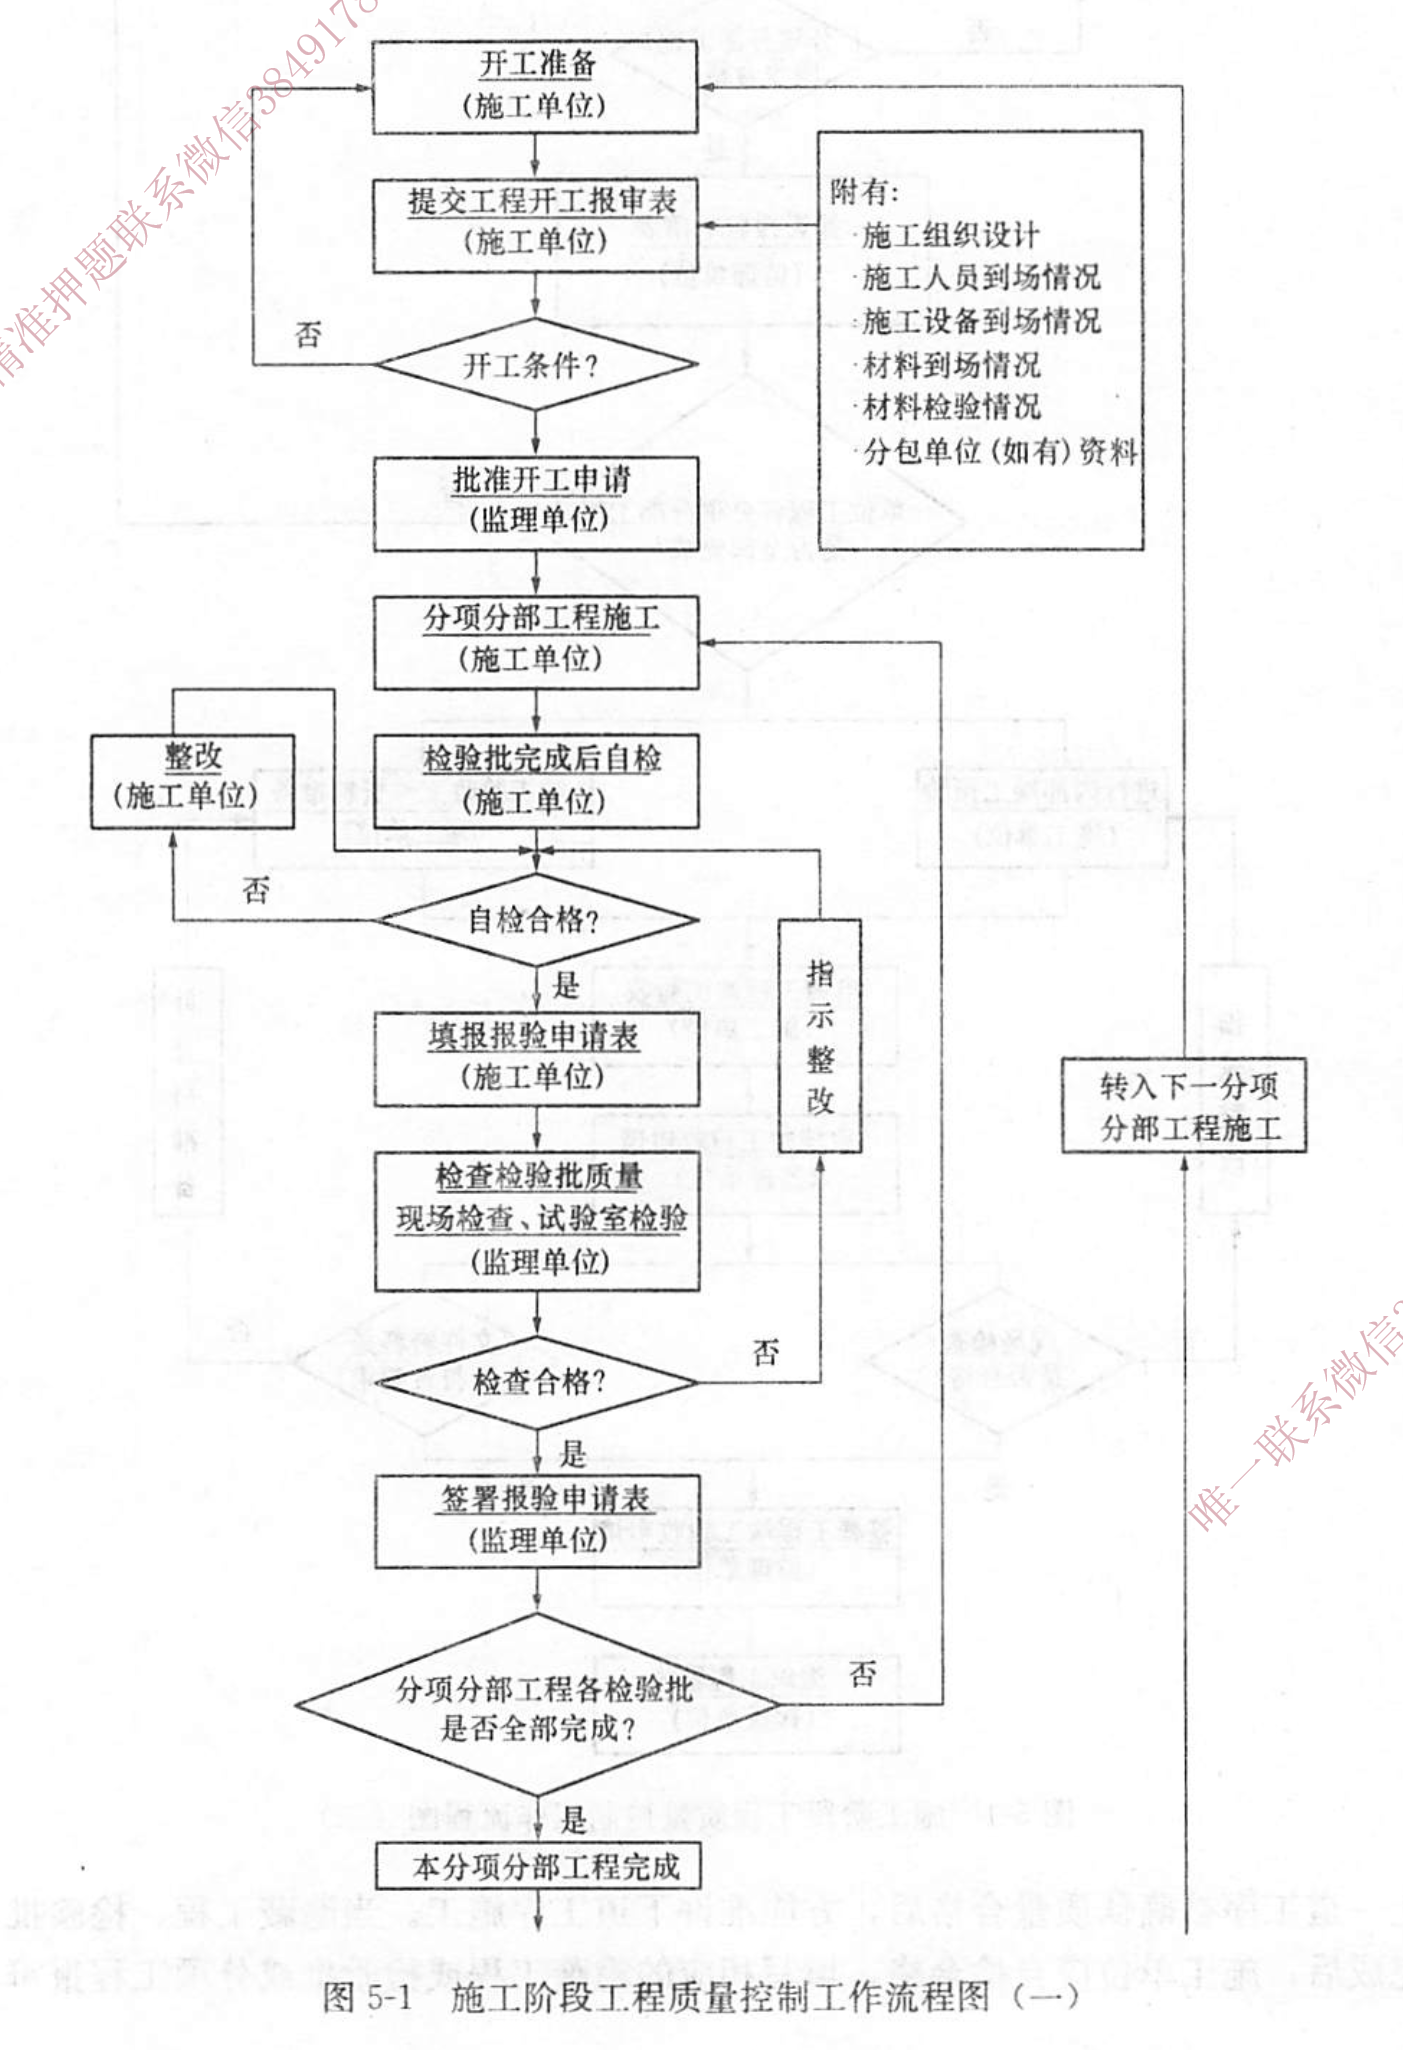 开工准备
(施工单位)
提交工程开工报审表
(施工单位)
附有:
·施工组织设计
·施工人员到场情况
·施工设备到场情况
·材料到场情况
·材料检验情况
·分包单位(如有)资料
否
开工条件?
批准开工申请
(监理单位)
分项分部工程施工
(施工单位)
整改
(施工单位)
检验批完成后自检
(施工单位)
否
自检合格?
是
指示整改
填报报验申请表
(施工单位)
转入下一分项
分部工程施工
检查检验批质量
现场检查、试验室检验
(监理单位)
否
检查合格?
是
签署报验申请表
(监理单位)
分项分部工程各检验批
是否全部完成?
否
是
本分项分部工程完成
图 5-1 施工阶段工程质量控制工作流程图 (一)
精准押题联系微信3849178
唯一联系微信